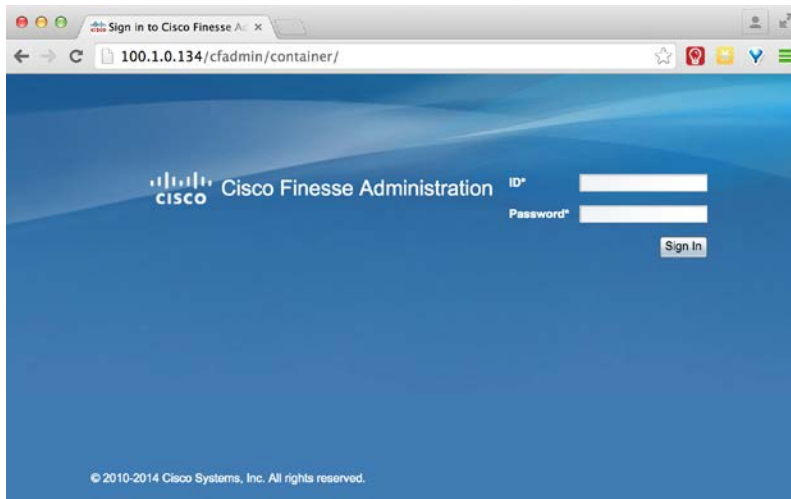 Sign in to Cisco Finesse Ad
100.1.0.134/cfadmin/container/
CISCO
Cisco Finesse Administration
ID*
Password*
Sign In
© 2010-2014 Cisco Systems, Inc. All rights reserved.